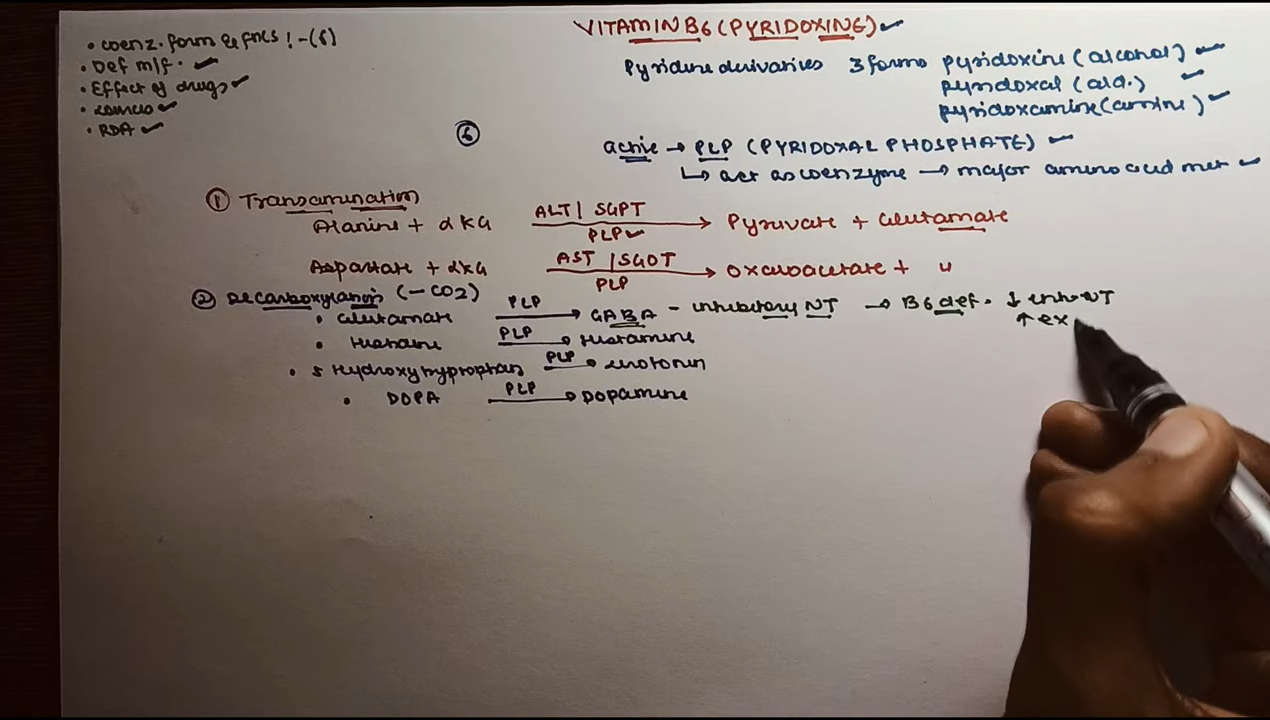 VITAMIN B6 (PYRIDOXINE) ✓
• coenz. form & fncs ! - (6)
• Def m/f. ✓
• Effect of drugs ✓
• RDA ✓
Pyridine derivatives 3 forms pyridoxine (alcohol) ✓
pyridoxal (ald.) ✓
pyridoxamine (amine) ✓
⑥
active → PLP (PYRIDOXAL PHOSPHATE) ✓
↳ act as coenzyme → major amino acid met ✓
① Transamination
Alanine + αKG ALT | SGPT PLP ✓ → Pyruvate + Glutamate
Aspartate + αKG AST | SGOT PLP → Oxaloacetate + "
② Decarboxylation (- CO2)
• Glutamate PLP → GABA - inhibitory NT → B6 def. ↓ inh. NT
↑ ex
• Histidine PLP → Histamine
• 5 Hydroxytryptophan PLP → serotonin
• DOPA PLP → Dopamine